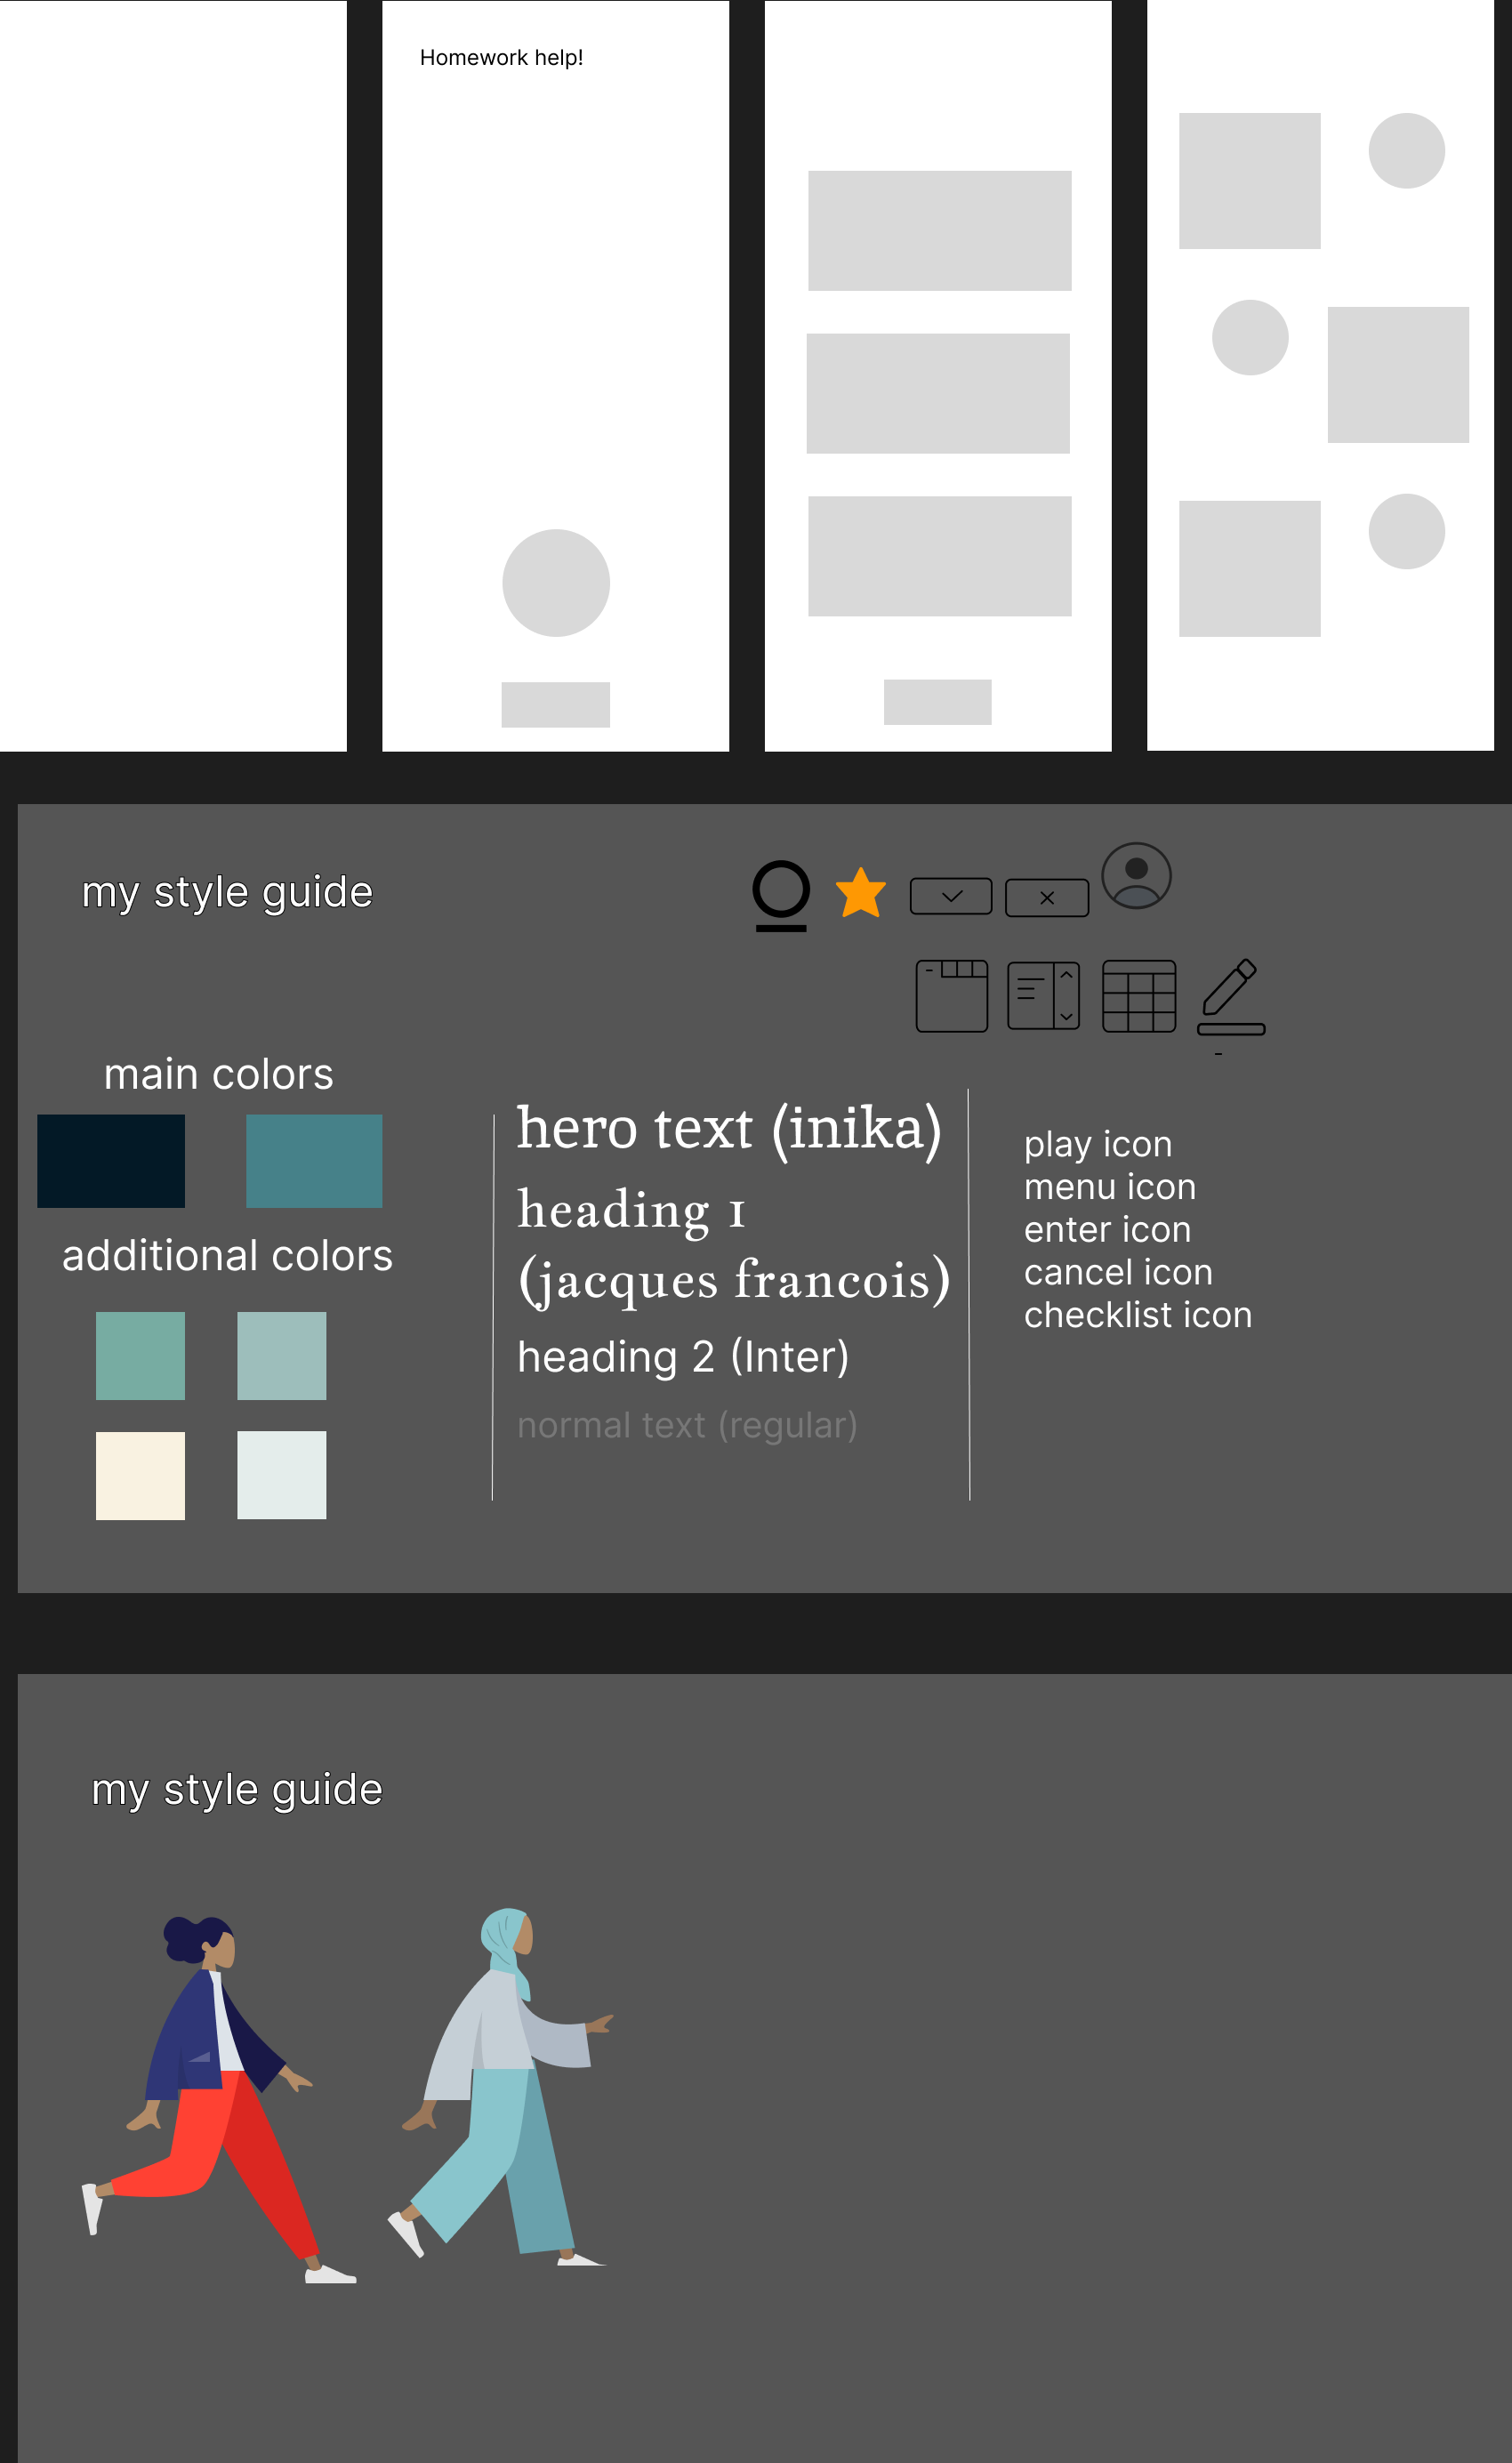 Homework help!
my style guide
main colors
additional colors
hero text (inika)
heading 1
(jacques francois)
heading 2 (Inter)
normal text (regular)
play icon
menu icon
enter icon
cancel icon
checklist icon
my style guide